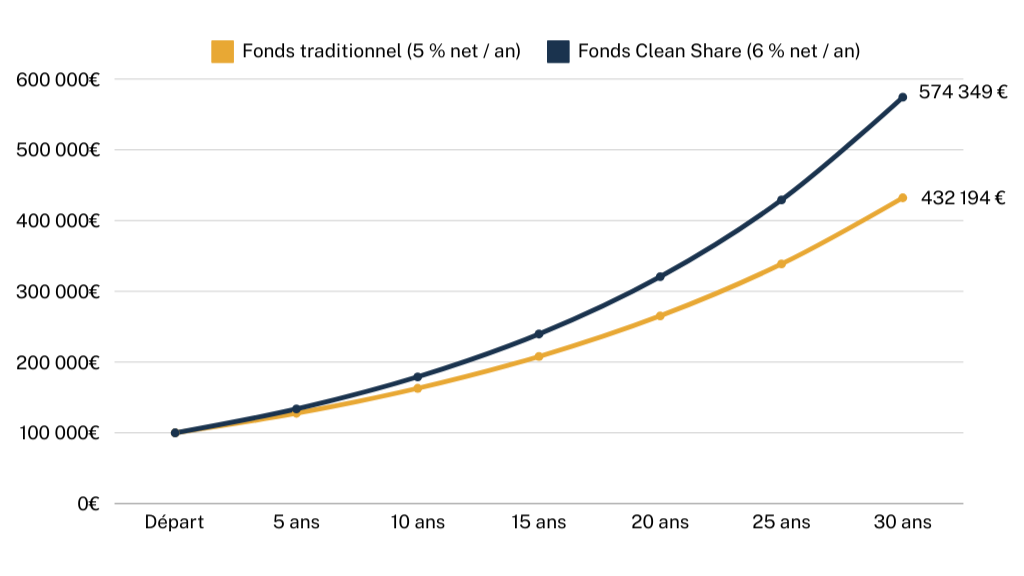 Fonds traditionnel (5 % net / an)
Fonds Clean Share (6 % net / an)
600 000€
574 349 €
500 000€
432 194 €
400 000€
300 000€
200 000€
100 000€
0€
Départ
5 ans
10 ans
15 ans
20 ans
25 ans
30 ans